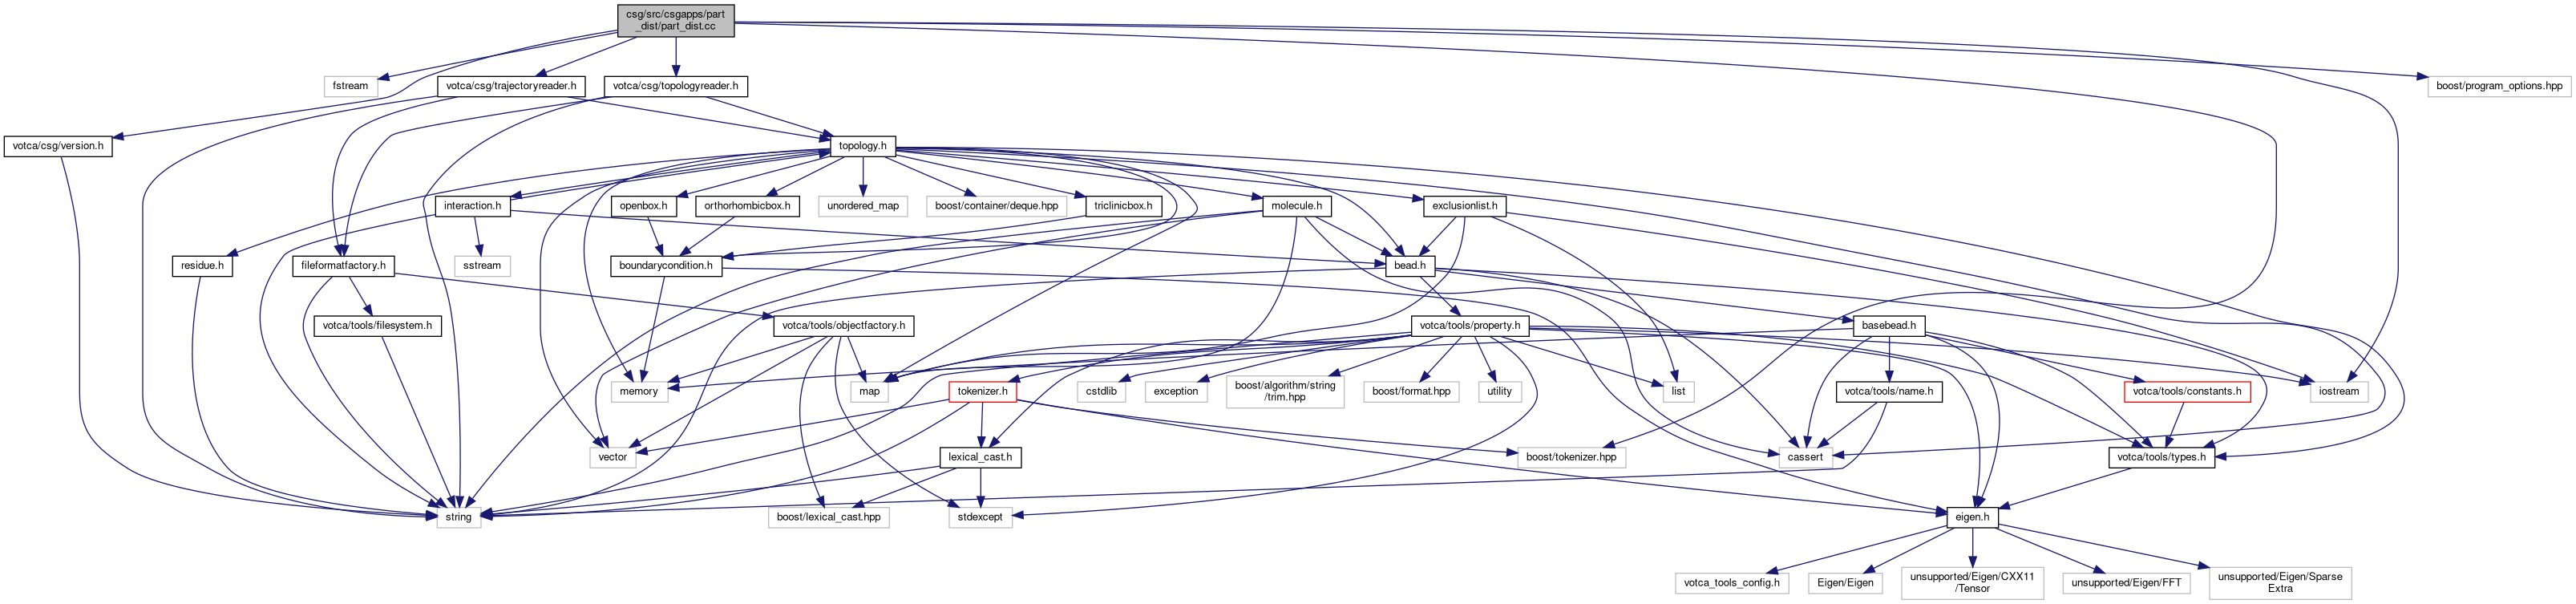 csg/src/csgapps/part
_dist/part_dist.cc
fstream
votca/csg/trajectoryreader.h
votca/csg/topologyreader.h
boost/program_options.hpp
votca/csg/version.h
topology.h
interaction.h
openbox.h
orthorhombicbox.h
unordered_map
boost/container/deque.hpp
triclinicbox.h
molecule.h
exclusionlist.h
residue.h
fileformatfactory.h
sstream
boundarycondition.h
bead.h
votca/tools/filesystem.h
votca/tools/objectfactory.h
votca/tools/property.h
basebead.h
memory
map
tokenizer.h
cstdlib
exception
boost/algorithm/string
/trim.hpp
boost/format.hpp
utility
list
votca/tools/name.h
votca/tools/constants.h
iostream
vector
lexical_cast.h
boost/tokenizer.hpp
cassert
votca/tools/types.h
string
boost/lexical_cast.hpp
stdexcept
eigen.h
votca_tools_config.h
Eigen/Eigen
unsupported/Eigen/CXX11
/Tensor
unsupported/Eigen/FFT
unsupported/Eigen/Sparse
Extra